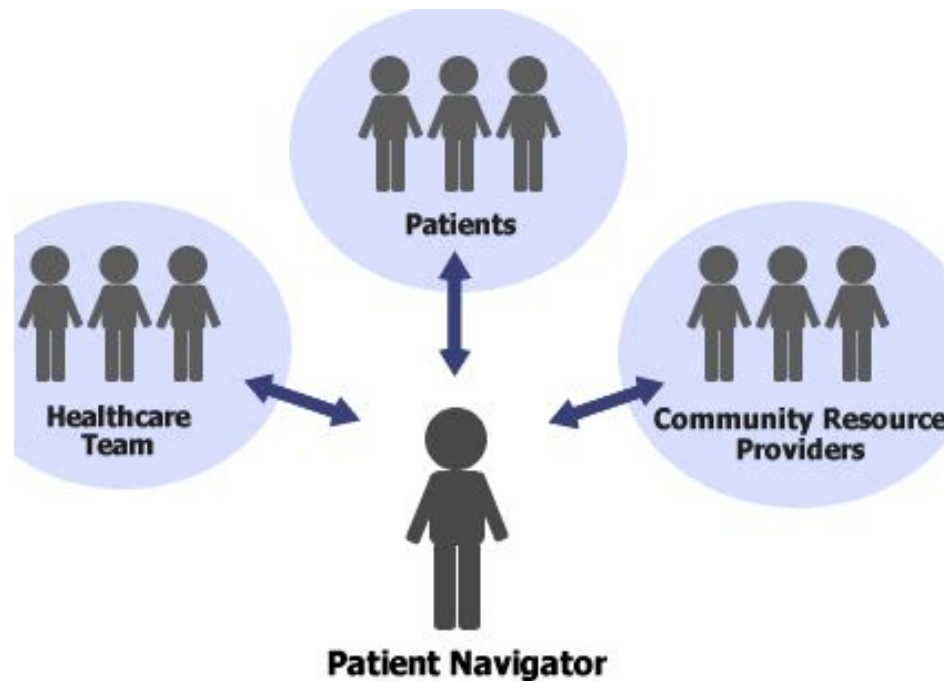 Patients
Healthcare
Team
Community Resource
Providers
Patient Navigator